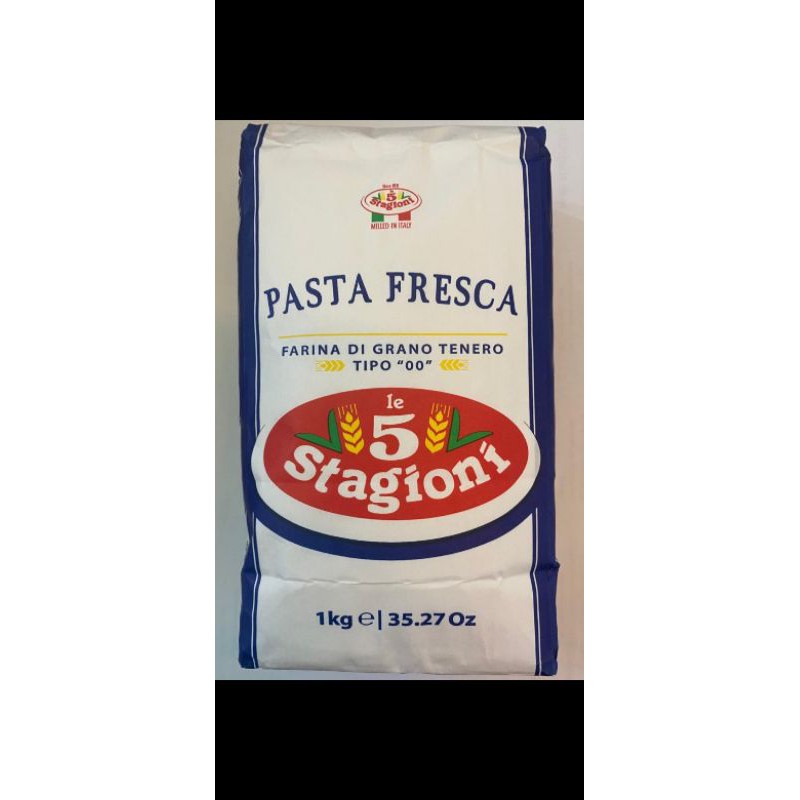 le
5
Stagioni
MILLED IN ITALY
PASTA FRESCA
FARINA DI GRANO TENERO
TIPO "00"
le
5
Stagioni
1kg ℮| 35.27 Oz